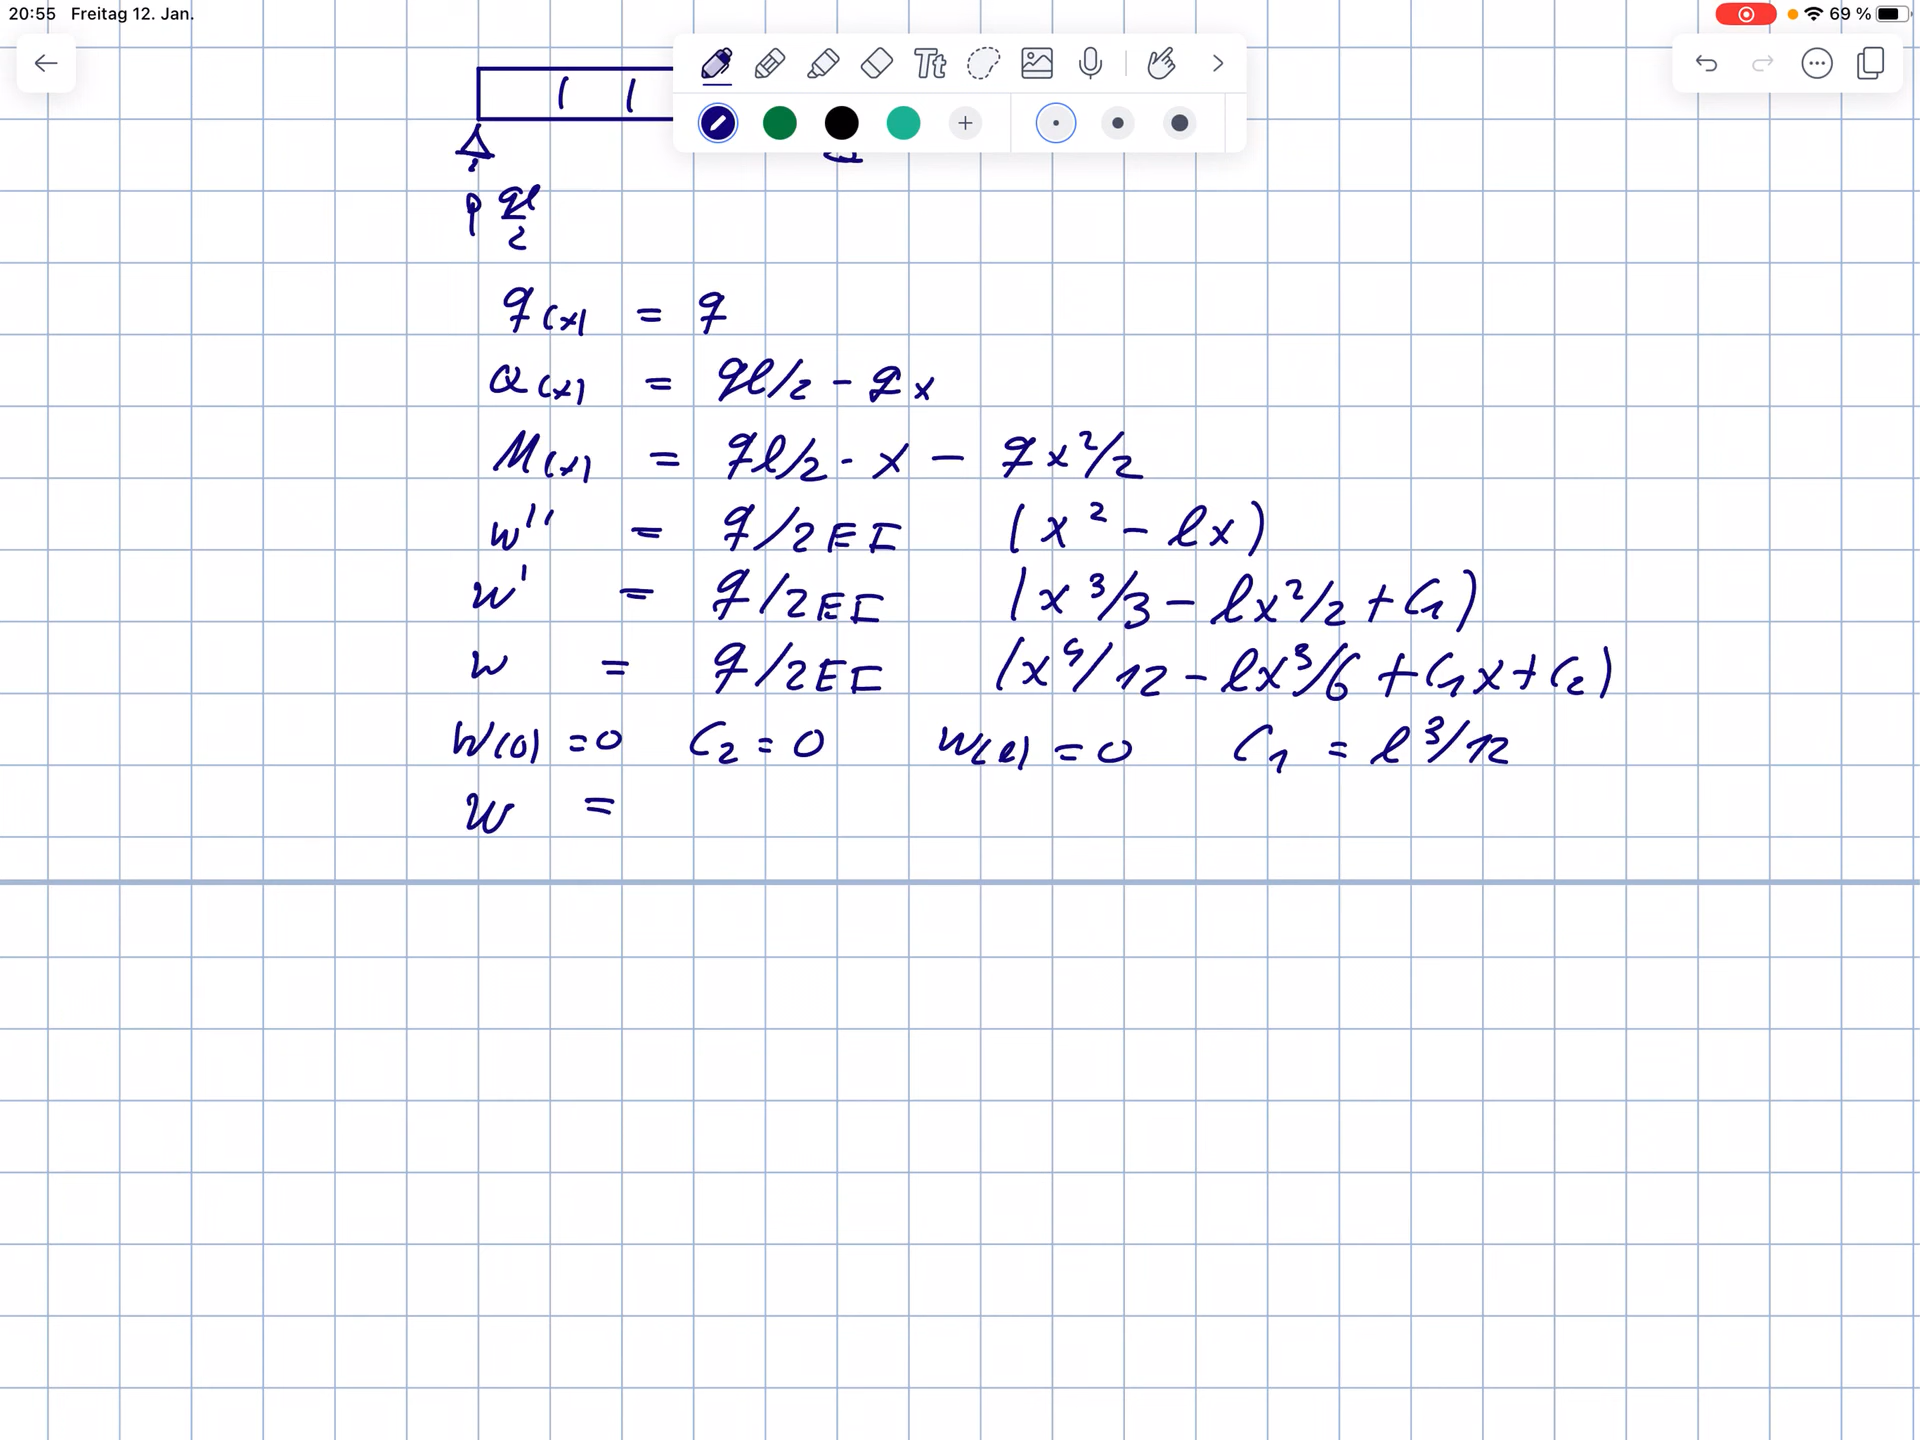 20:55 Freitag 12. Jan. 69 %
Tt
ql
2
q(x) = q
Q(x) = ql/2 - qx
M(x) = ql/2 · x - qx²/2
w'' = q/2EI (x² - lx)
w' = q/2EI (x³/3 - lx²/2 + C₁)
w = q/2EI (x⁴/12 - lx³/6 + C₁x + C₂)
W(0) = 0 C₂ = 0 w(l) = 0 C₁ = l³/12
W =